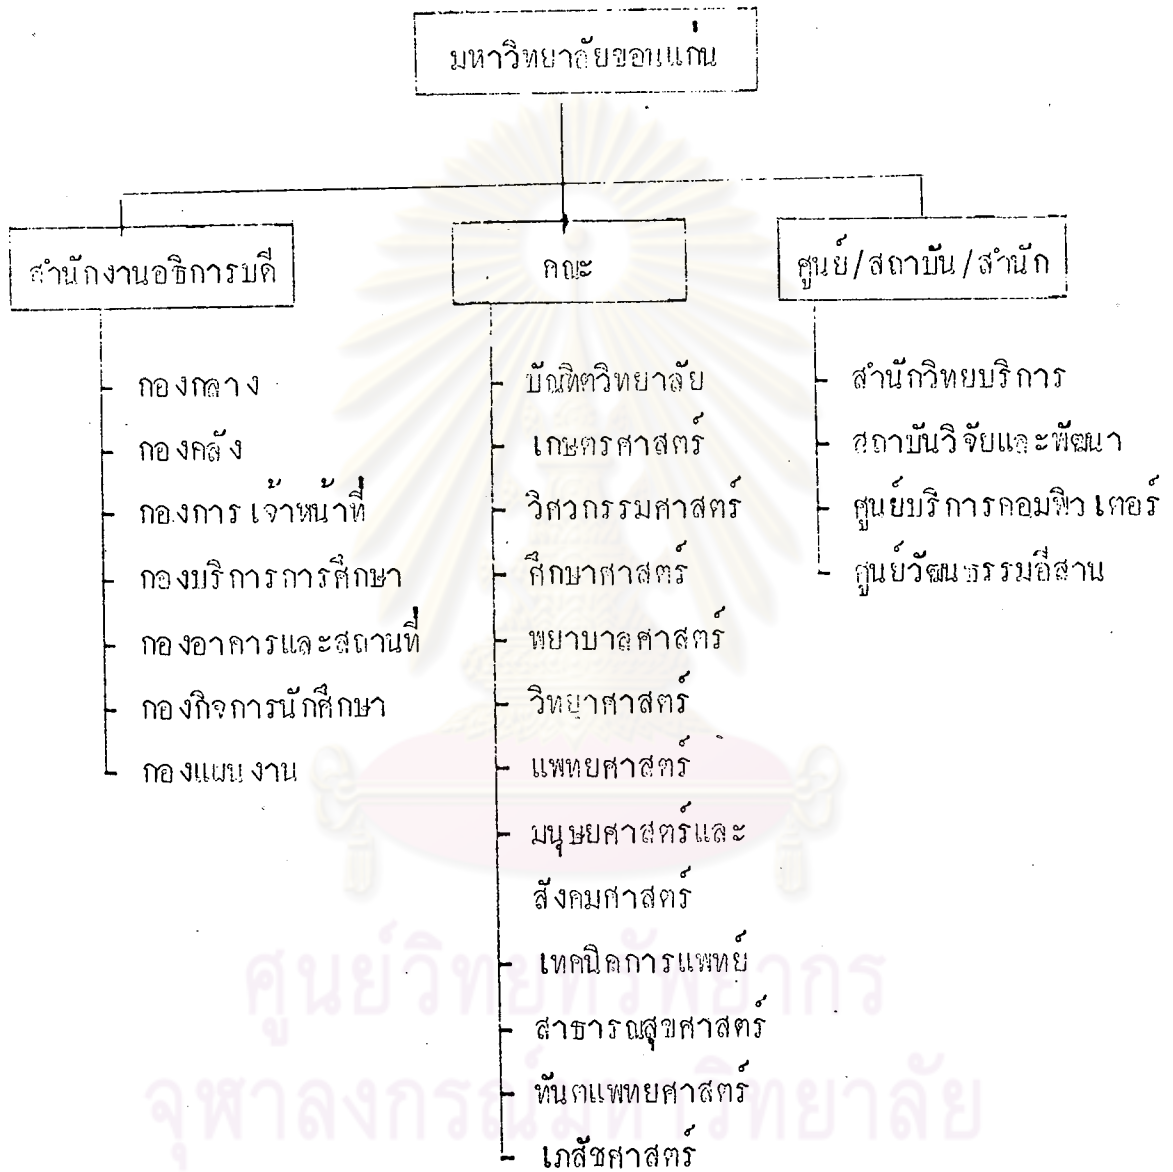 มหาวิทยาลัยขอนแก่น
สำนักงานอธิการบดี
กองกลาง
กองคลัง
กองการเจ้าหน้าที่
กองบริการการศึกษา
กองอาคารและสถานที่
กองกิจการนักศึกษา
กองแผนงาน
คณะ
บัณฑิตวิทยาลัย
เกษตรศาสตร์
วิศวกรรมศาสตร์
ศึกษาศาสตร์
พยาบาลศาสตร์
วิทยาศาสตร์
แพทยศาสตร์
มนุษยศาสตร์และ
สังคมศาสตร์
เทคนิคการแพทย์
สาธารณสุขศาสตร์
ทันตแพทยศาสตร์
เภสัชศาสตร์
ศูนย์/สถาบัน/สำนัก
สำนักวิทยบริการ
สถาบันวิจัยและพัฒนา
ศูนย์บริการคอมพิวเตอร์
ศูนย์วัฒนธรรมอีสาน
ศูนย์วิทยทรัพยากร
จุฬาลงกรณ์มหาวิทยาลัย